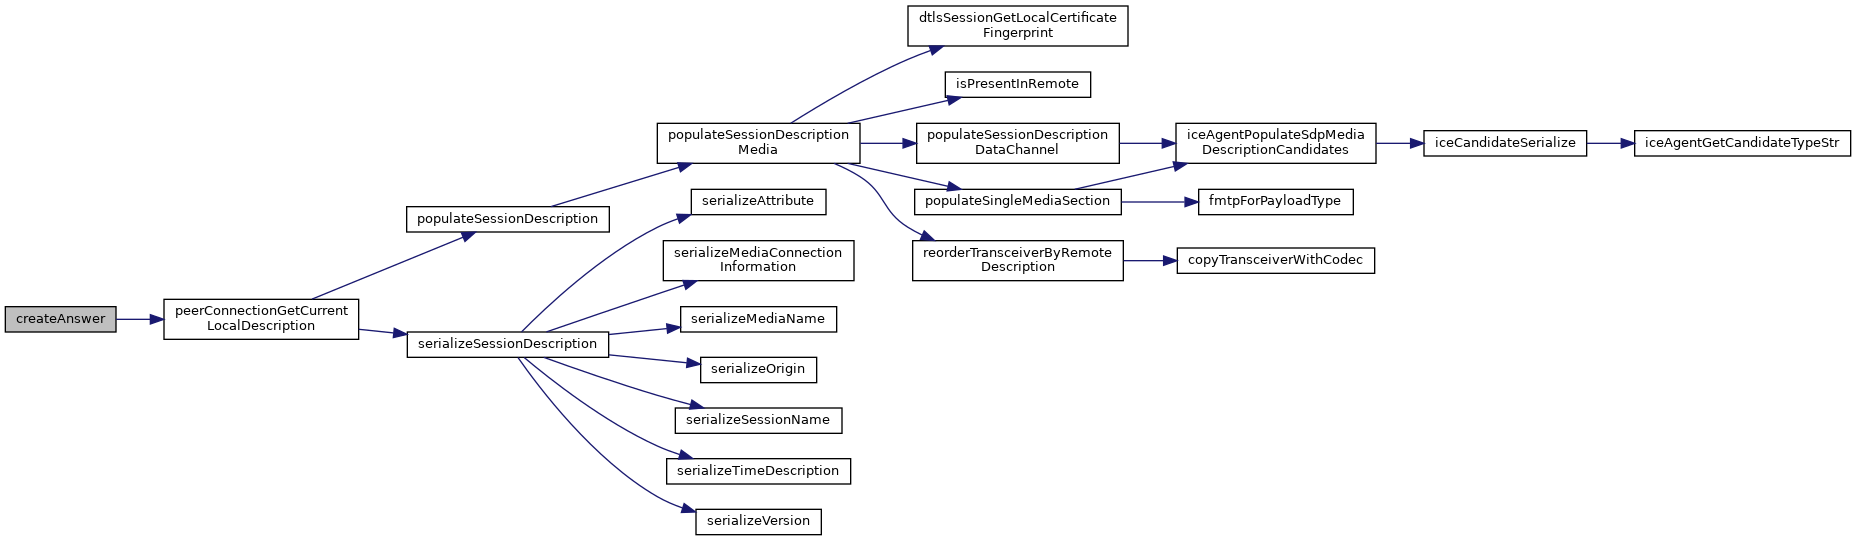 createAnswer
peerConnectionGetCurrent
LocalDescription
populateSessionDescription
serializeSessionDescription
populateSessionDescription
Media
serializeAttribute
serializeMediaConnection
Information
serializeMediaName
serializeOrigin
serializeSessionName
serializeTimeDescription
serializeVersion
dtlsSessionGetLocalCertificate
Fingerprint
isPresentInRemote
populateSessionDescription
DataChannel
populateSingleMediaSection
reorderTransceiverByRemote
Description
iceAgentPopulateSdpMedia
DescriptionCandidates
fmtpForPayloadType
copyTransceiverWithCodec
iceCandidateSerialize
iceAgentGetCandidateTypeStr